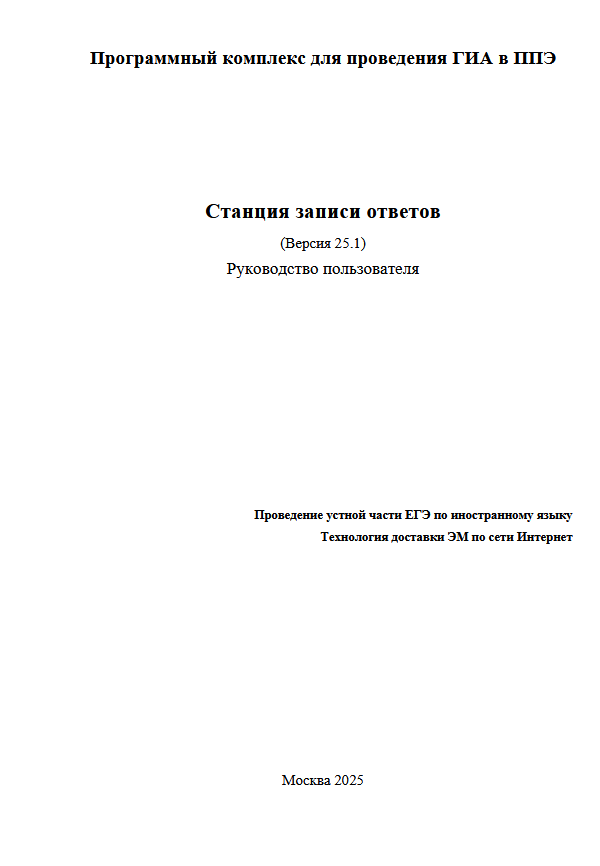 Программный комплекс для проведения ГИА в ППЭ
Станция записи ответов
(Версия 25.1)
Руководство пользователя
Проведение устной части ЕГЭ по иностранному языку
Технология доставки ЭМ по сети Интернет
Москва 2025